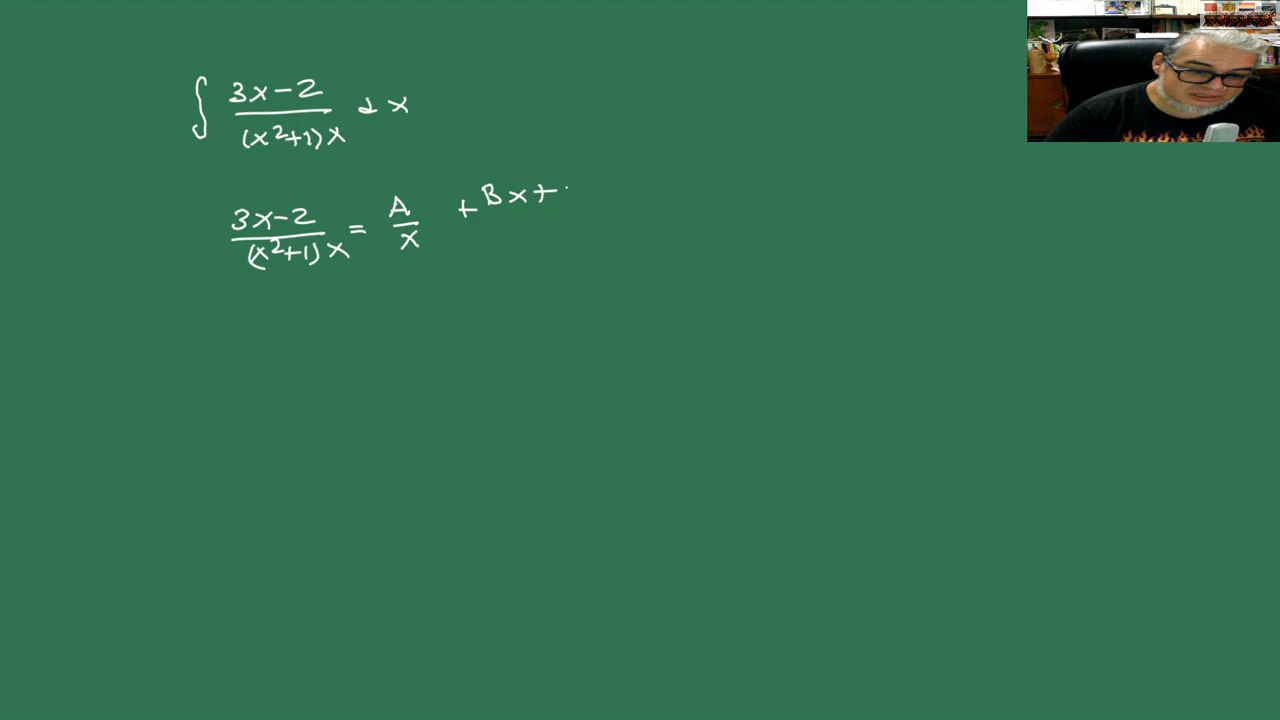 ∫ (3x-2)/((x²+1)x) dx
(3x-2)/((x²+1)x) = A/x + Bx+